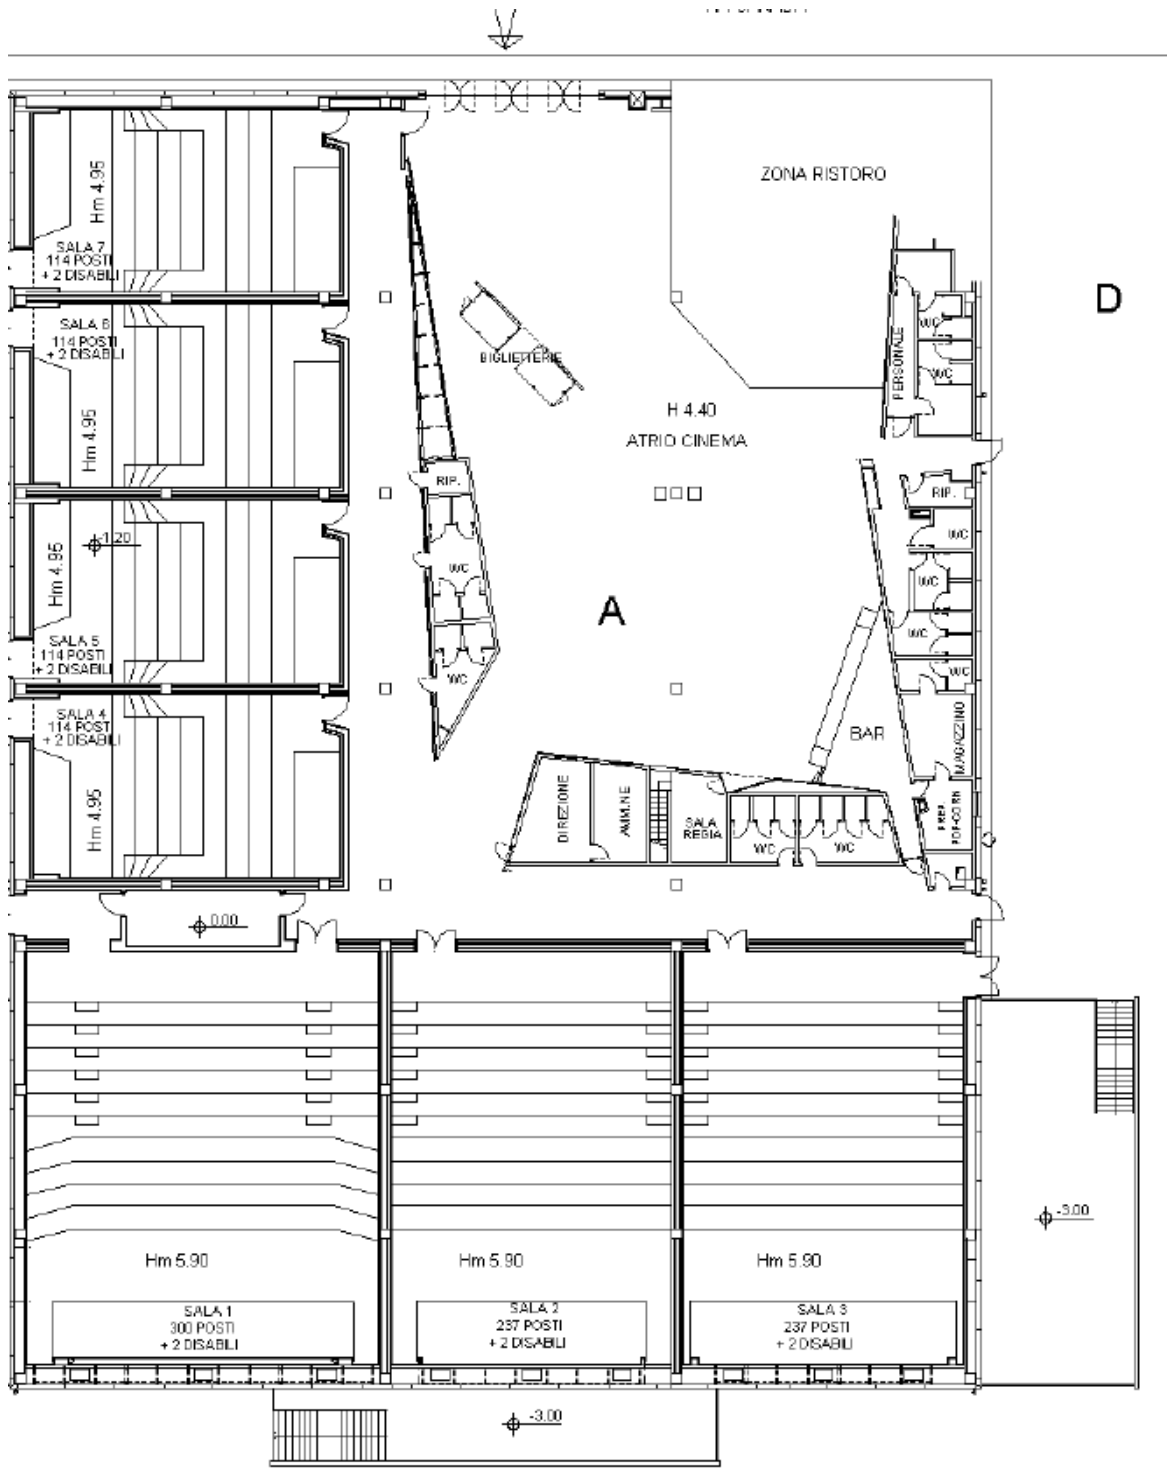 ZONA RISTORO
Hm 4.95
SALA 7
114 POSTI
+ 2 DISABILI
D
SALA 6
114 POSTI
+ 2 DISABILI
WC
PERSONALE
BIGLIETTERIE
WC
Hm 4.95
H 4.40
ATRIO CINEMA
RIP.
RIP.
-1.20
WC
Hm 4.95
WC
WC
A
WC
SALA 5
114 POSTI
+ 2 DISABILI
WC
WC
SALA 4
114 POSTI
+ 2 DISABILI
BAR
MAGAZZINO
Hm 4.95
DIREZIONE
AMM.NE
SALA
REGIA
PREP.
POP-CORN
WC
WC
0.00
-3.00
Hm 5.90
Hm 5.90
Hm 5.90
SALA 1
300 POSTI
+ 2 DISABILI
SALA 2
237 POSTI
+ 2 DISABILI
SALA 3
237 POSTI
+ 2 DISABILI
-3.00